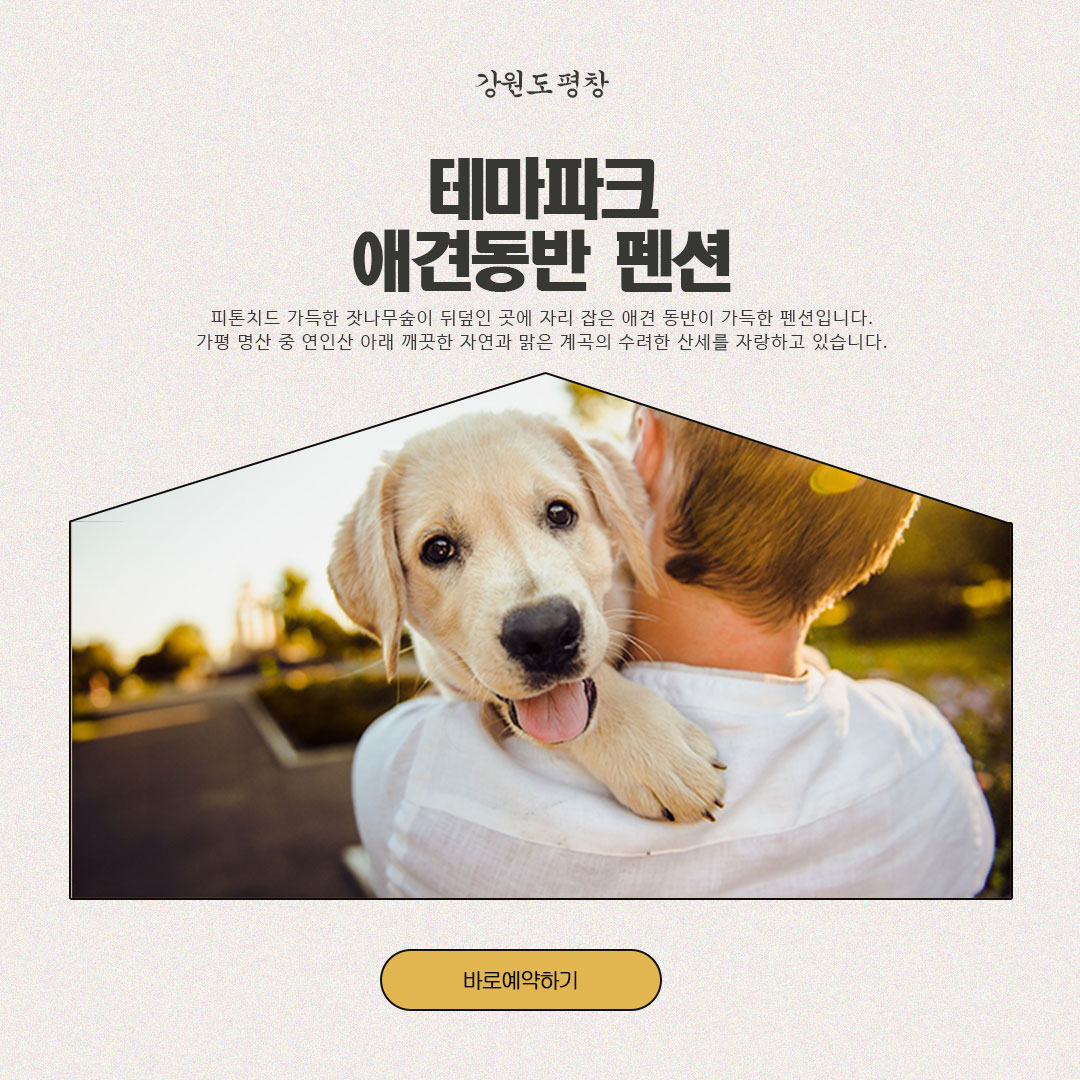 강원도 평창
테마파크
애견동반 펜션
피톤치드 가득한 잣나무숲이 뒤덮인 곳에 자리 잡은 애견 동반이 가득한 펜션입니다.
가평 명산 중 연인산 아래 깨끗한 자연과 맑은 계곡의 수려한 산세를 자랑하고 있습니다.
바로예약하기